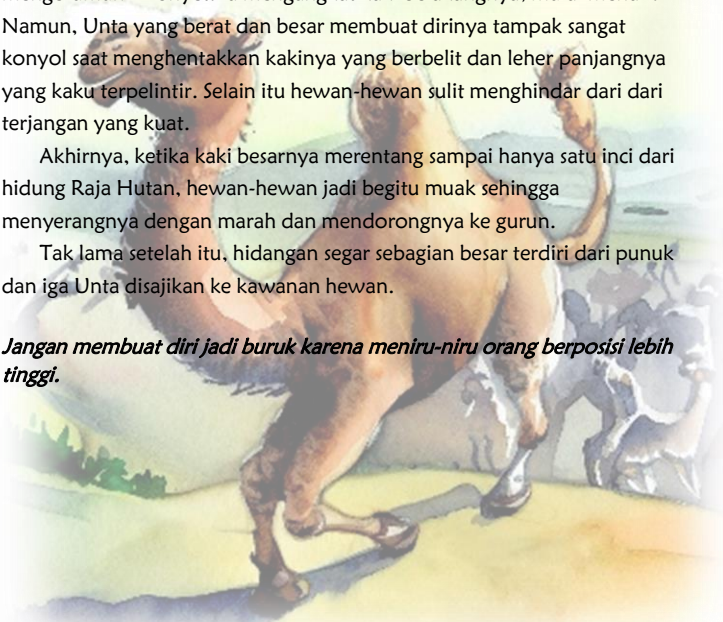 Namun, Unta yang berat dan besar membuat dirinya tampak sangat
konyol saat menghentakkan kakinya yang berbelit dan leher panjangnya
yang kaku terpelintir. Selain itu hewan-hewan sulit menghindar dari dari
terjangan yang kuat.
Akhirnya, ketika kaki besarnya merentang sampai hanya satu inci dari
hidung Raja Hutan, hewan-hewan jadi begitu muak sehingga
menyerangnya dengan marah dan mendorongnya ke gurun.
Tak lama setelah itu, hidangan segar sebagian besar terdiri dari punuk
dan iga Unta disajikan ke kawanan hewan.
Jangan membuat diri jadi buruk karena meniru-niru orang berposisi lebih
tinggi.